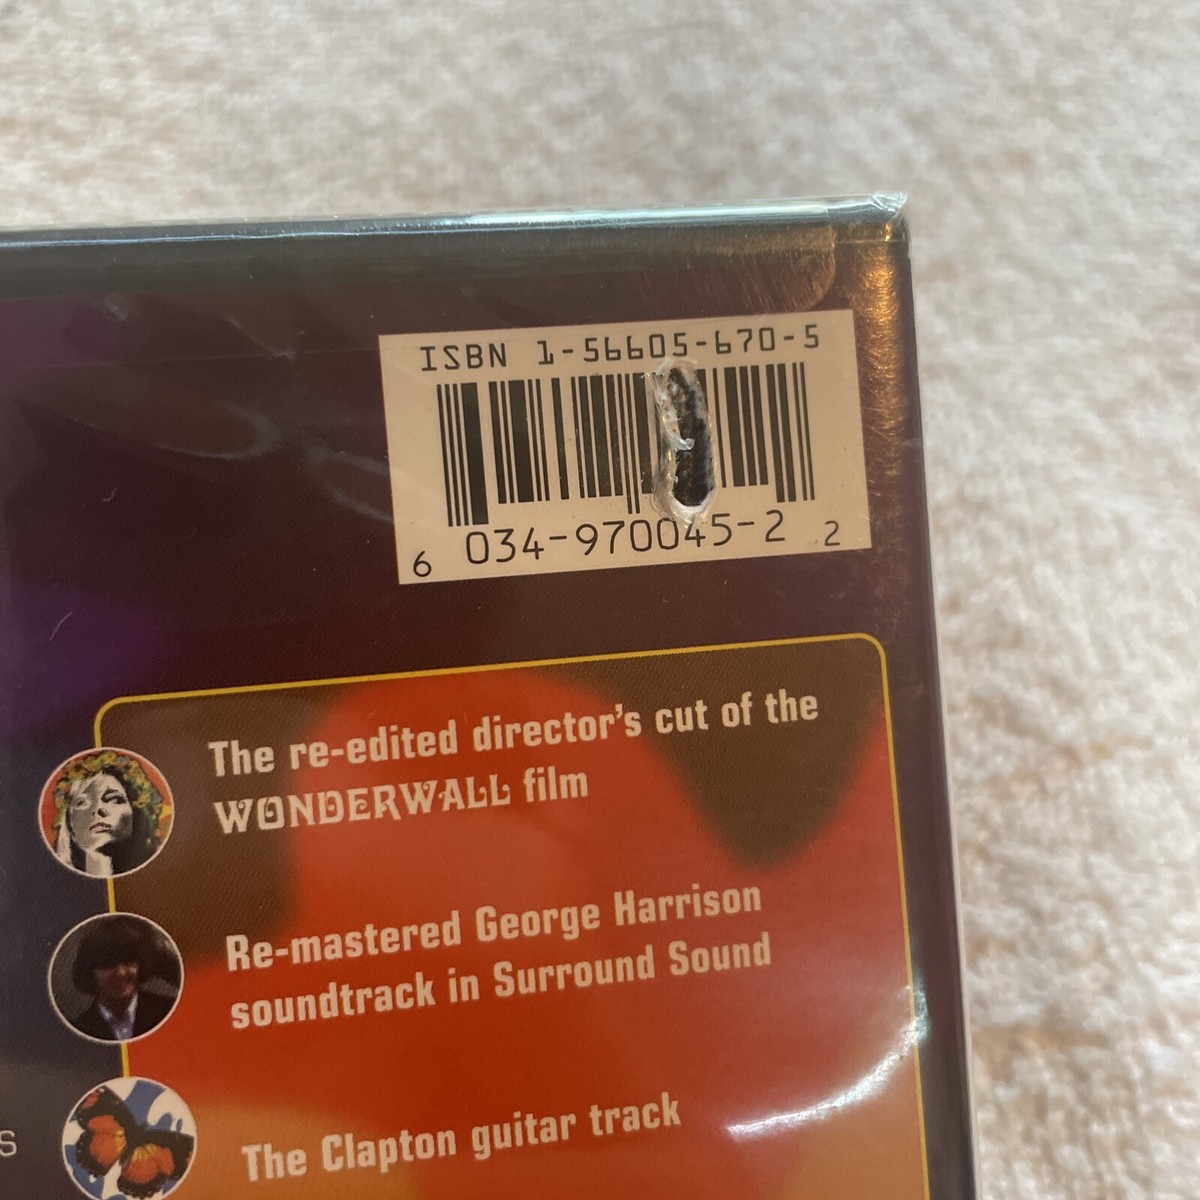 ISBN 1-56605-670-5
6 034-970045-2 2
The re-edited director's cut of the
WONDERWALL film
Re-mastered George Harrison
soundtrack in Surround Sound
The Clapton guitar track
s